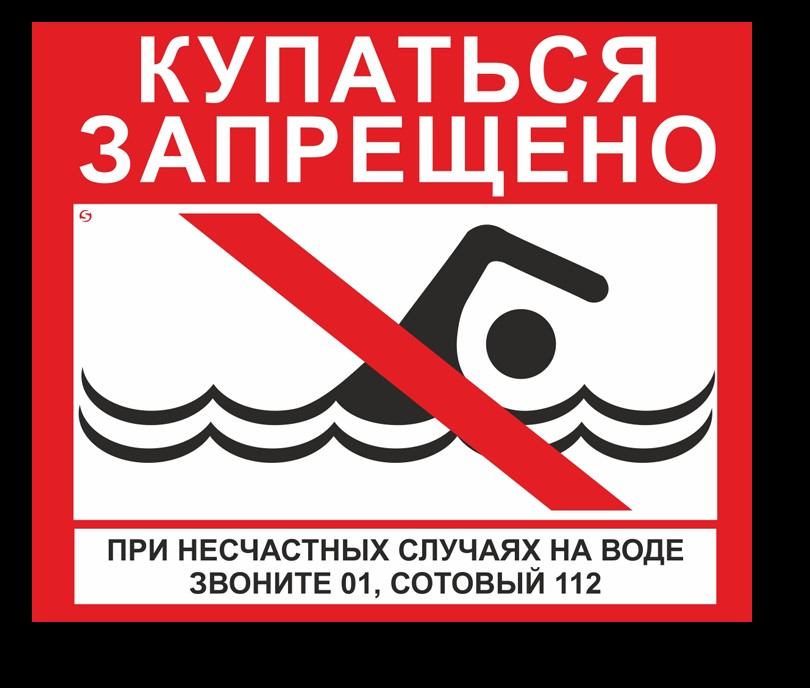 КУПАТЬСЯ
ЗАПРЕЩЕНО
ПРИ НЕСЧАСТНЫХ СЛУЧАЯХ НА ВОДЕ
ЗВОНИТЕ 01, СОТОВЫЙ 112